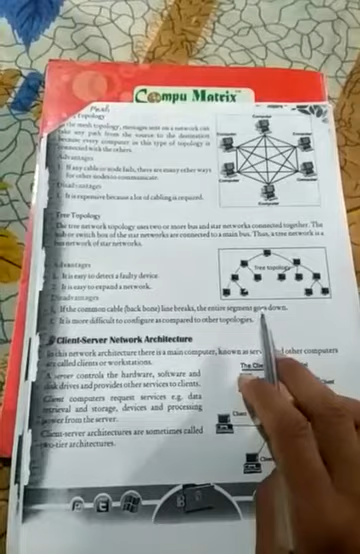 Compu Matrix
Mesh Topology
In the mesh topology, messages sent on a network can
take any path from the source to the destination
because every computer in this type of topology is
connected with the others.
Advantages
1. If any cable or node fails, there are many other ways
for other nodes to communicate.
Disadvantages
1. It is expensive because a lot of cabling is required.
Computer
Computer
Computer
Computer
Computer
Computer
Tree Topology
The tree network topology uses two or more bus and star networks connected together. The
hub or switch box of the star networks are connected to a main bus. Thus, a tree network is a
bus network of star networks.
Advantages
1. It is easy to detect a faulty device.
2. It is easy to expand a network.
Disadvantages
1. If the common cable (back bone) line breaks, the entire segment goes down.
2. It is more difficult to configure as compared to other topologies.
Tree topology
Client-Server Network Architecture
In this network architecture there is a main computer, known as server and other computers
are called clients or workstations.
A server controls the hardware, software and
disk drives and provides other services to clients.
Client computers request services e.g. data
retrieval and storage, devices and processing
power from the server.
Client-server architectures are sometimes called
two-tier architectures.
The Cli
Client
Client
Client